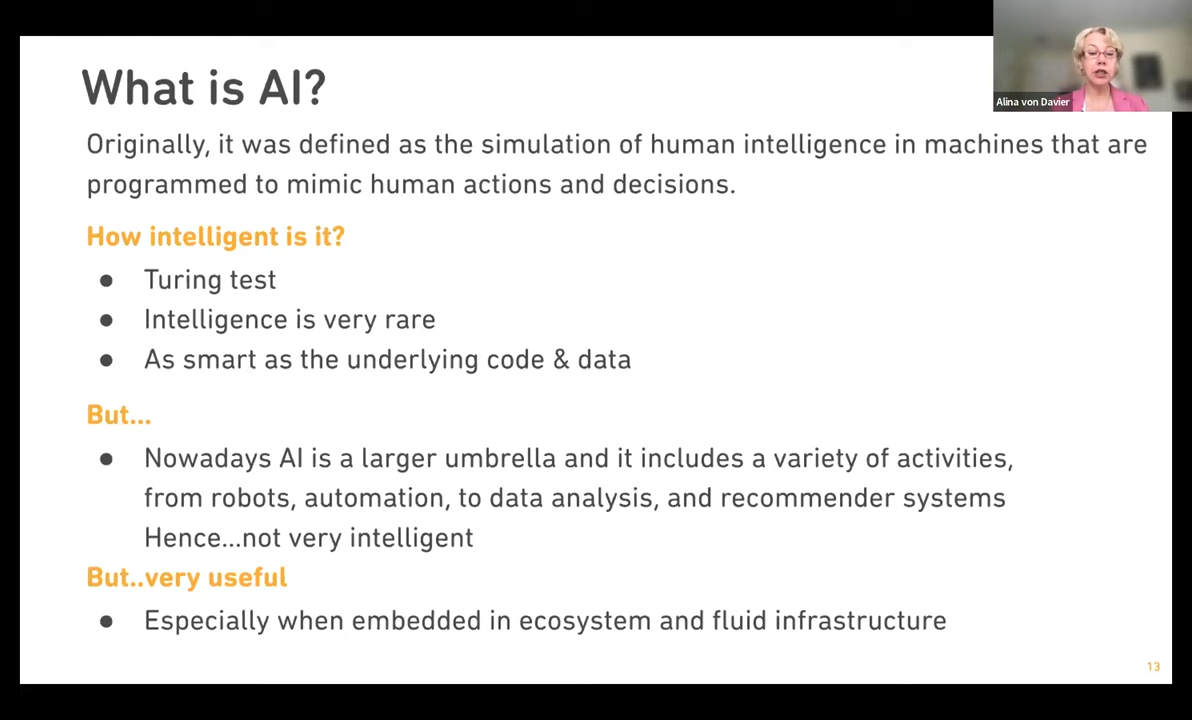 What is AI?
Alina von Davier
Originally, it was defined as the simulation of human intelligence in machines that are
programmed to mimic human actions and decisions.
How intelligent is it?
● Turing test
● Intelligence is very rare
● As smart as the underlying code & data
But...
● Nowadays AI is a larger umbrella and it includes a variety of activities,
from robots, automation, to data analysis, and recommender systems
Hence...not very intelligent
But..very useful
● Especially when embedded in ecosystem and fluid infrastructure
13